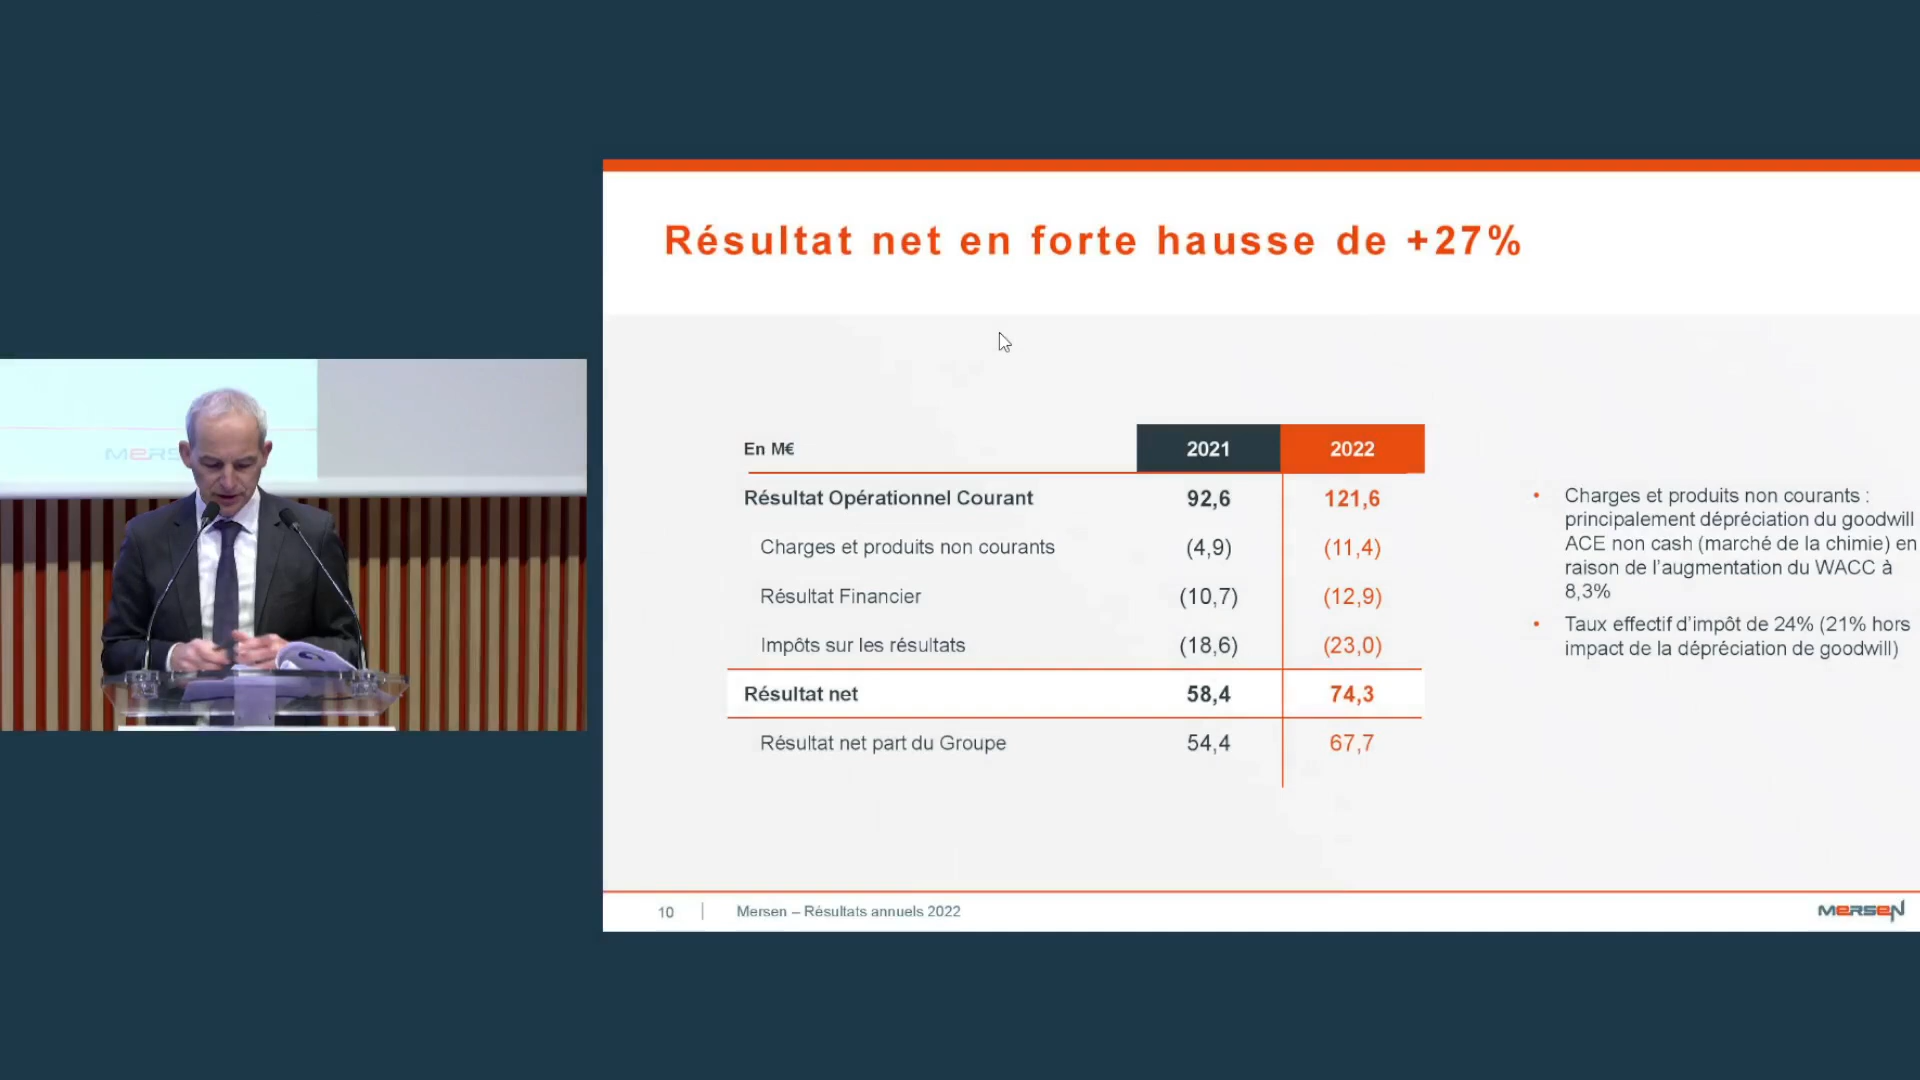 Résultat net en forte hausse de +27%
En M€ 2021 2022
Résultat Opérationnel Courant 92,6 121,6
Charges et produits non courants (4,9) (11,4)
Résultat Financier (10,7) (12,9)
Impôts sur les résultats (18,6) (23,0)
Résultat net 58,4 74,3
Résultat net part du Groupe 54,4 67,7
• Charges et produits non courants :
principalement dépréciation du goodwill
ACE non cash (marché de la chimie) en
raison de l'augmentation du WACC à
8,3%
• Taux effectif d'impôt de 24% (21% hors
impact de la dépréciation de goodwill)
10 | Mersen – Résultats annuels 2022
MERSEN
MERS